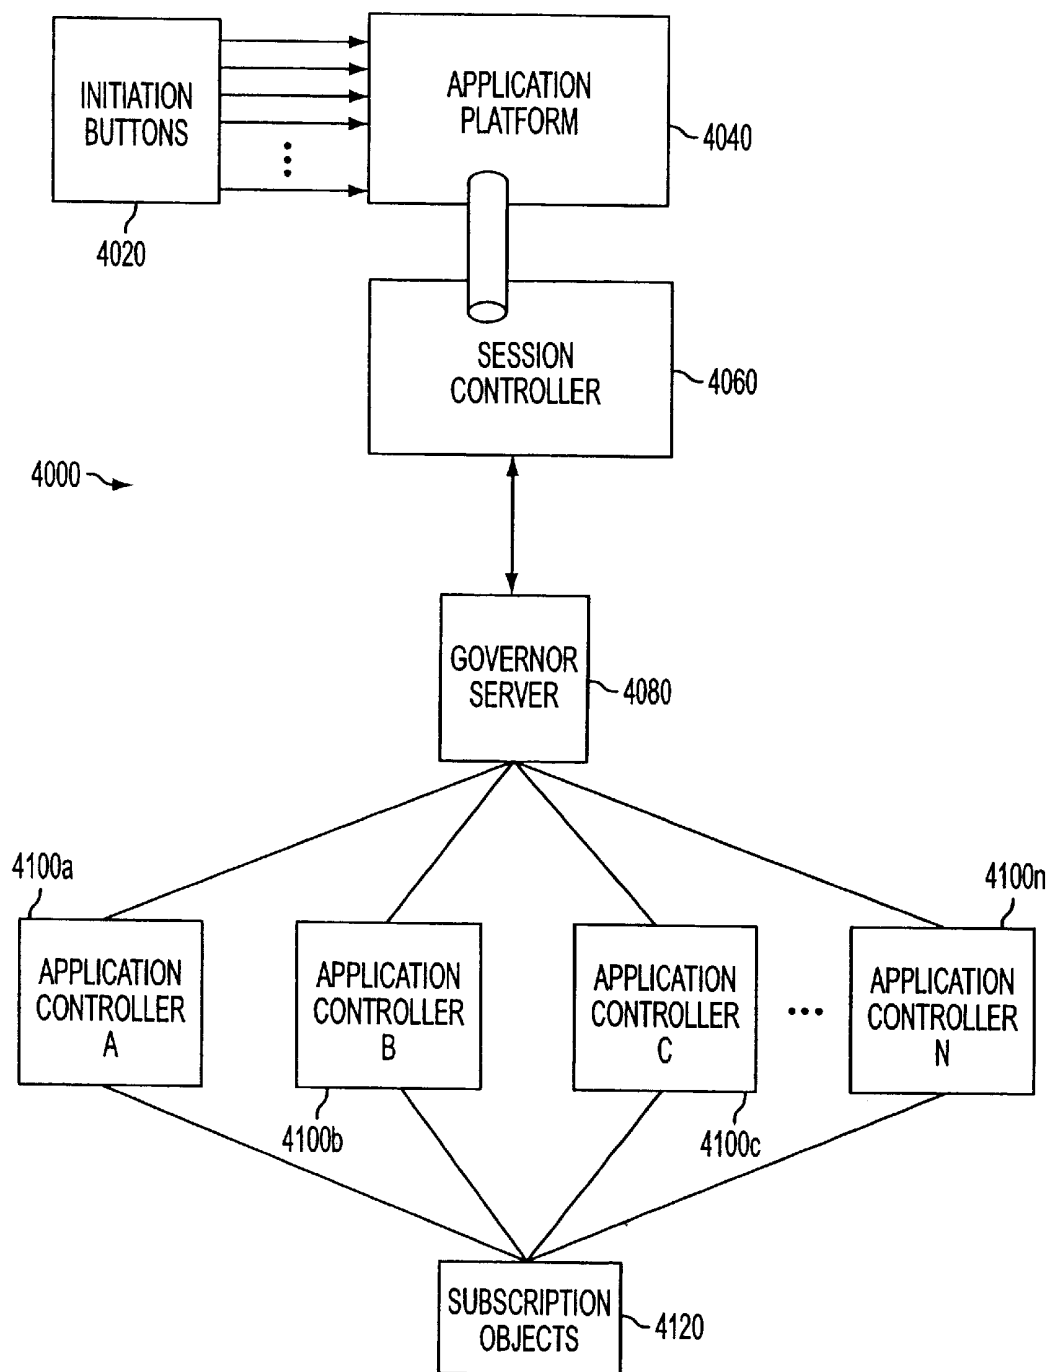 INITIATION
BUTTONS
4020
APPLICATION
PLATFORM
4040
SESSION
CONTROLLER
4060
4000
GOVERNOR
SERVER
4080
4100a
APPLICATION
CONTROLLER
A
APPLICATION
CONTROLLER
B
4100b
APPLICATION
CONTROLLER
C
4100c
4100n
APPLICATION
CONTROLLER
N
SUBSCRIPTION
OBJECTS
4120